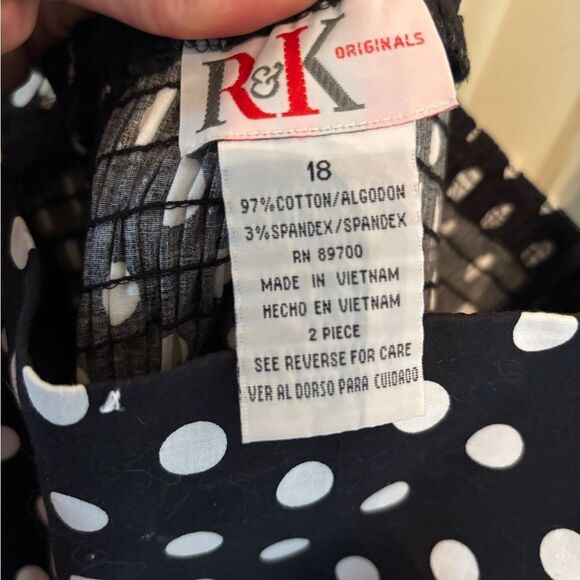 R&K ORIGINALS
18
97% COTTON/ALGODON
3% SPANDEX/SPANDEX
RN 89700
MADE IN VIETNAM
HECHO EN VIETNAM
2 PIECE
SEE REVERSE FOR CARE
VER AL DORSO PARA CUIDADO